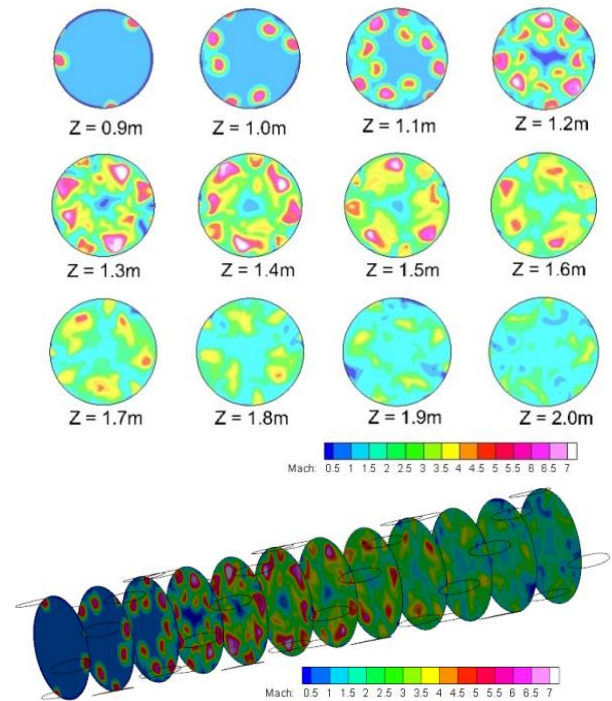 Z = 0.9m Z = 1.0m Z = 1.1m Z = 1.2m
Z = 1.3m Z = 1.4m Z = 1.5m Z = 1.6m
Z = 1.7m Z = 1.8m Z = 1.9m Z = 2.0m
Mach: 0.5 1 1.5 2 2.5 3 3.5 4 4.5 5 5.5 6 6.5 7
Mach: 0.5 1 1.5 2 2.5 3 3.5 4 4.5 5 5.5 6 6.5 7